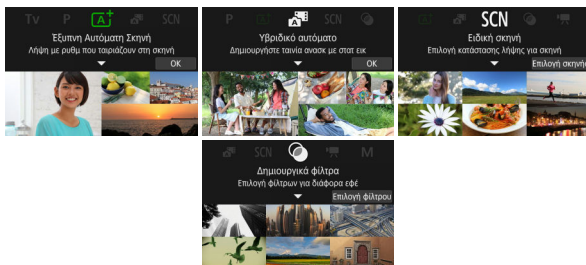 Tv P A+ SCN
Έξυπνη Αυτόματη Σκηνή
Λήψη με ρυθμ που ταιριάζουν στη σκηνή
OK
P A+ A SCN
Υβριδικό αυτόματο
Δημιουργήστε ταινία ανασκ με στατ εικ
OK
A+ SCN
Ειδική σκηνή
Επιλογή κατάστασης λήψης για σκηνή
Επιλογή σκηνής
SCN M
Δημιουργικά φίλτρα
Επιλογή φίλτρων για διάφορα εφέ
Επιλογή φίλτρου